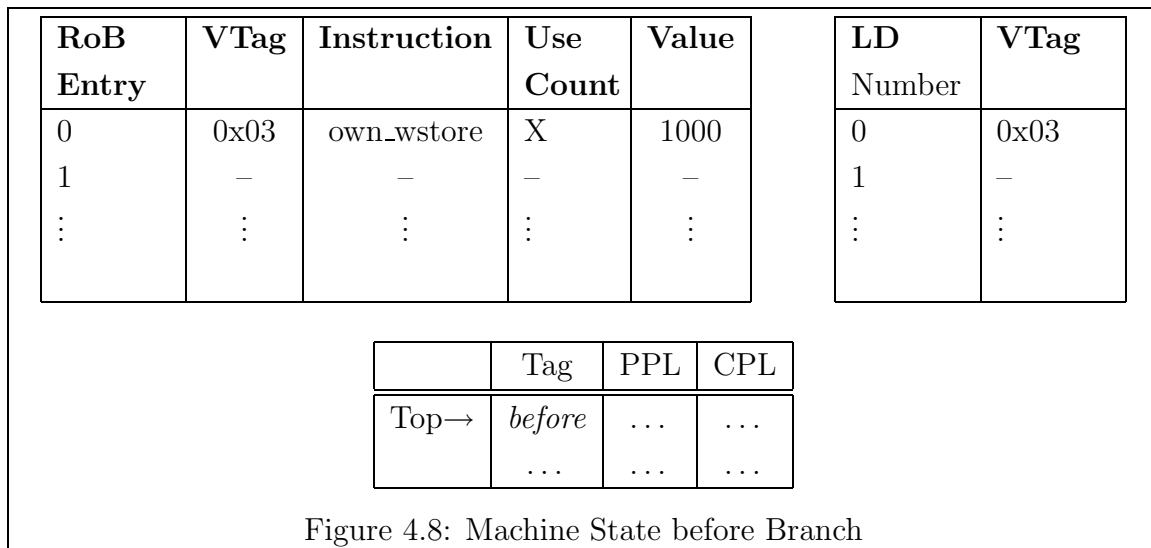 RoB VTag Instruction Use Value LD VTag
Entry Count Number
0 0x03 own_wstore X 1000 0 0x03
1 – – – – 1 –
⋮ ⋮ ⋮ ⋮ ⋮ ⋮ ⋮
Tag PPL CPL
Top→ before ... ...
... ... ...
Figure 4.8: Machine State before Branch